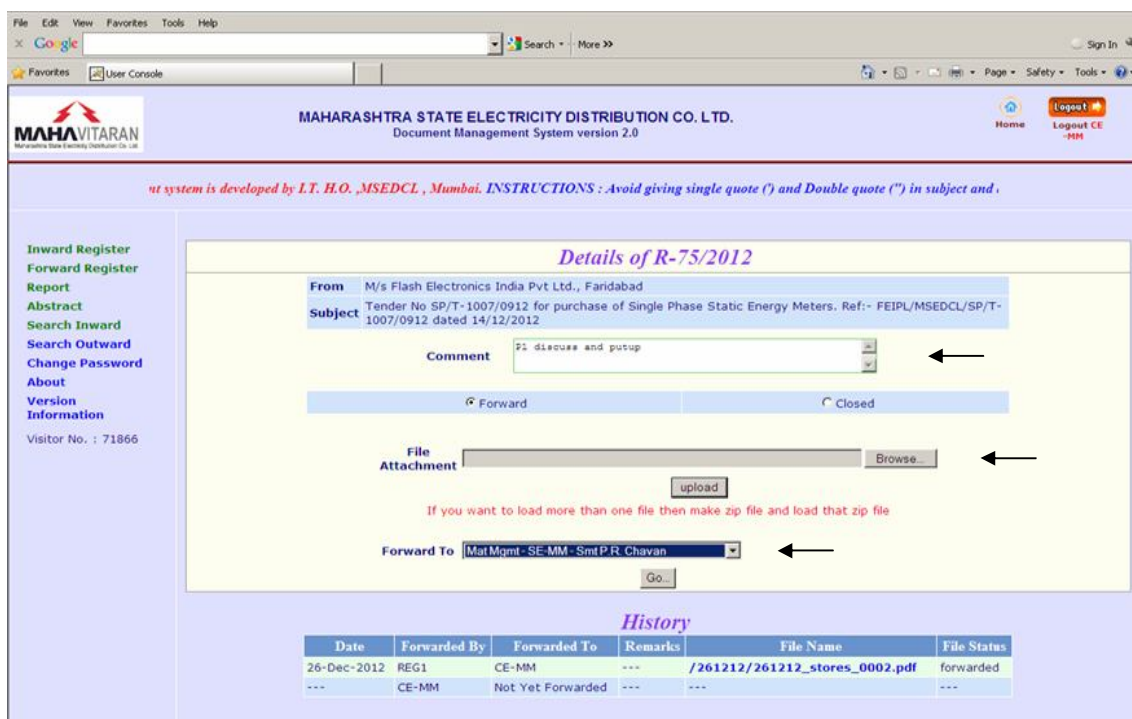 File Edit View Favorites Tools Help
Google Search More >> Sign In
Favorites User Console Page Safety Tools
MAHAVITARAN
Maharashtra State Electricity Distribution Co. Ltd.
MAHARASHTRA STATE ELECTRICITY DISTRIBUTION CO. LTD.
Document Management System version 2.0
Home
Logout
Logout CE
-MM
nt system is developed by I.T. H.O. ,MSEDCL , Mumbai. INSTRUCTIONS : Avoid giving single quote (') and Double quote (") in subject and
Inward Register
Forward Register
Report
Abstract
Search Inward
Search Outward
Change Password
About
Version
Information
Visitor No. : 71866
Details of R-75/2012
From M/s Flash Electronics India Pvt Ltd., Faridabad
Subject Tender No SP/T-1007/0912 for purchase of Single Phase Static Energy Meters. Ref:- FEIPL/MSEDCL/SP/T-
1007/0912 dated 14/12/2012
Comment Pl discuss and putup
Forward Closed
File
Attachment Browse...
upload
If you want to load more than one file then make zip file and load that zip file
Forward To Mat Mgmt - SE-MM - Smt P.R. Chavan
Go...
History
Date Forwarded By Forwarded To Remarks File Name File Status
26-Dec-2012 REG1 CE-MM --- /261212/261212_stores_0002.pdf forwarded
--- CE-MM Not Yet Forwarded --- --- ---